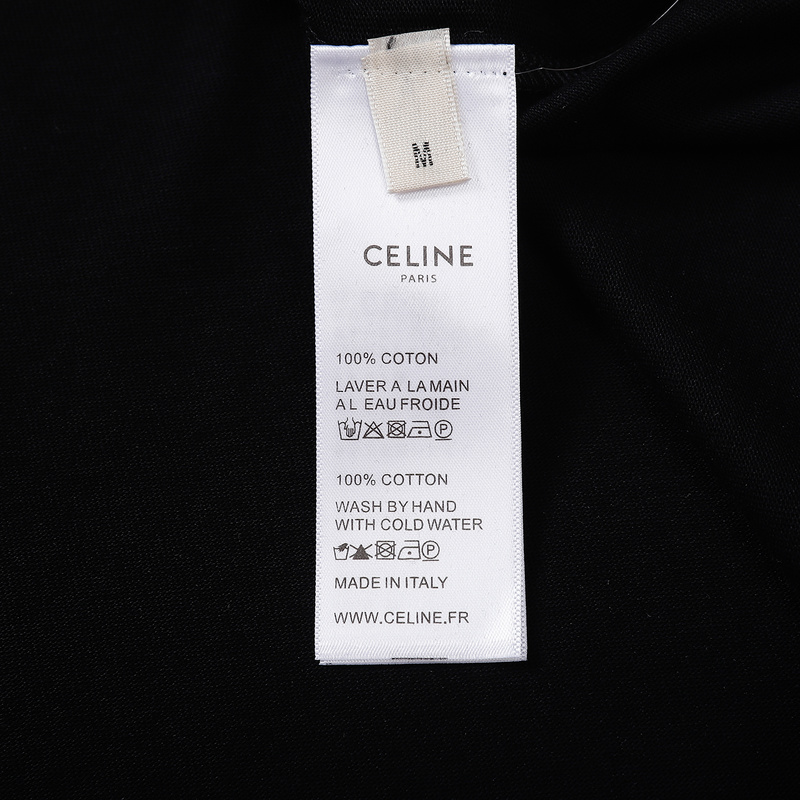 CELINE
PARIS
100% COTON
LAVER A LA MAIN
A L EAU FROIDE
P
100% COTTON
WASH BY HAND
WITH COLD WATER
P
MADE IN ITALY
WWW.CELINE.FR